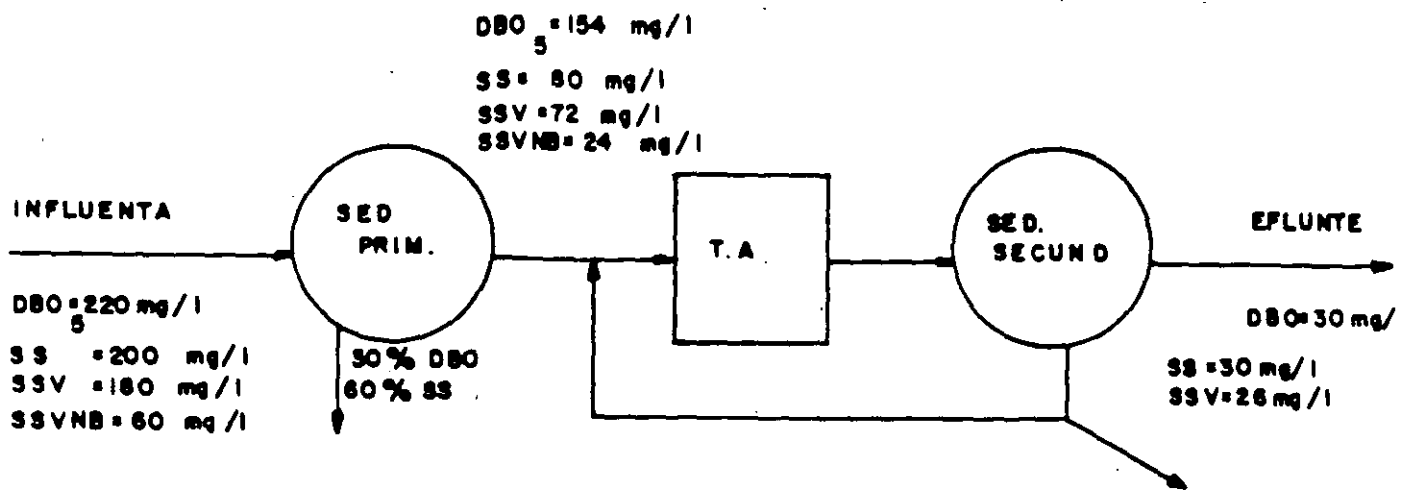 DBO₅ = 154 mg/l
SS = 80 mg/l
SSV = 72 mg/l
SSVNB = 24 mg/l
INFLUENTA
SED
PRIM.
T.A
SED.
SECUND
EFLUNTE
DBO₅ = 220 mg/l
SS = 200 mg/l
SSV = 180 mg/l
SSVNB = 60 mg/l
30% DBO
60% SS
DBO = 30 mg/
SS = 30 mg/l
SSV = 26 mg/l